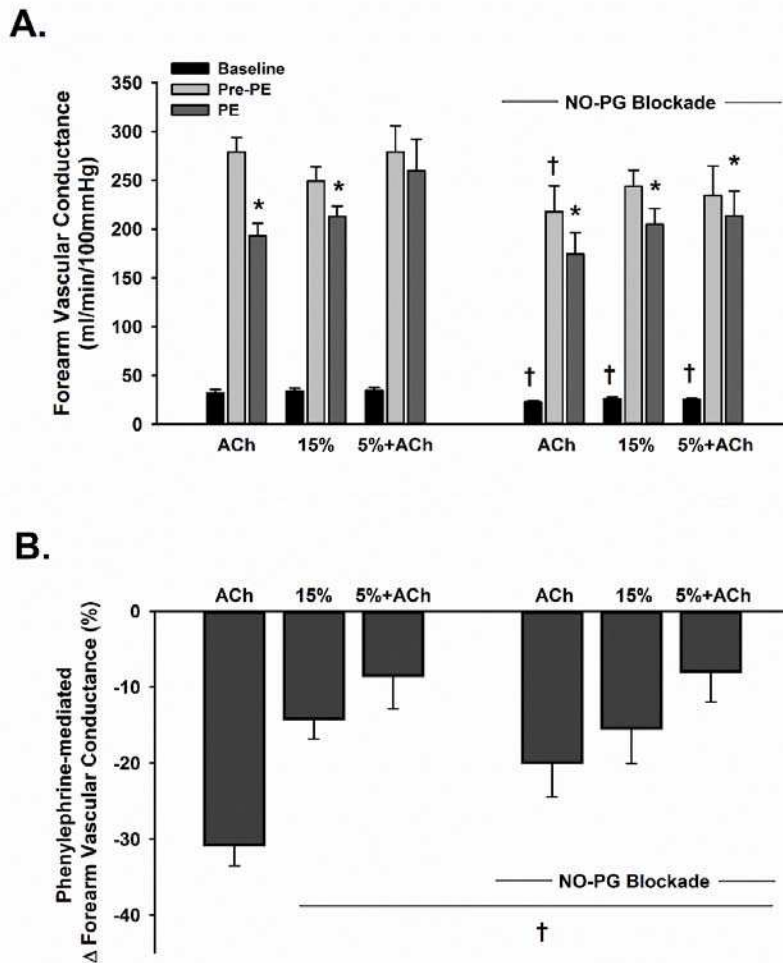 A.
Baseline
Pre-PE
PE
NO-PG Blockade
Forearm Vascular Conductance
(ml/min/100mmHg)
350
300
250
200
150
100
50
0
* * † * * *
† † †
ACh 15% 5%+ACh ACh 15% 5%+ACh
B.
ACh 15% 5%+ACh ACh 15% 5%+ACh
Phenylephrine-mediated
Δ Forearm Vascular Conductance (%)
0
-10
-20
-30
-40
NO-PG Blockade
†